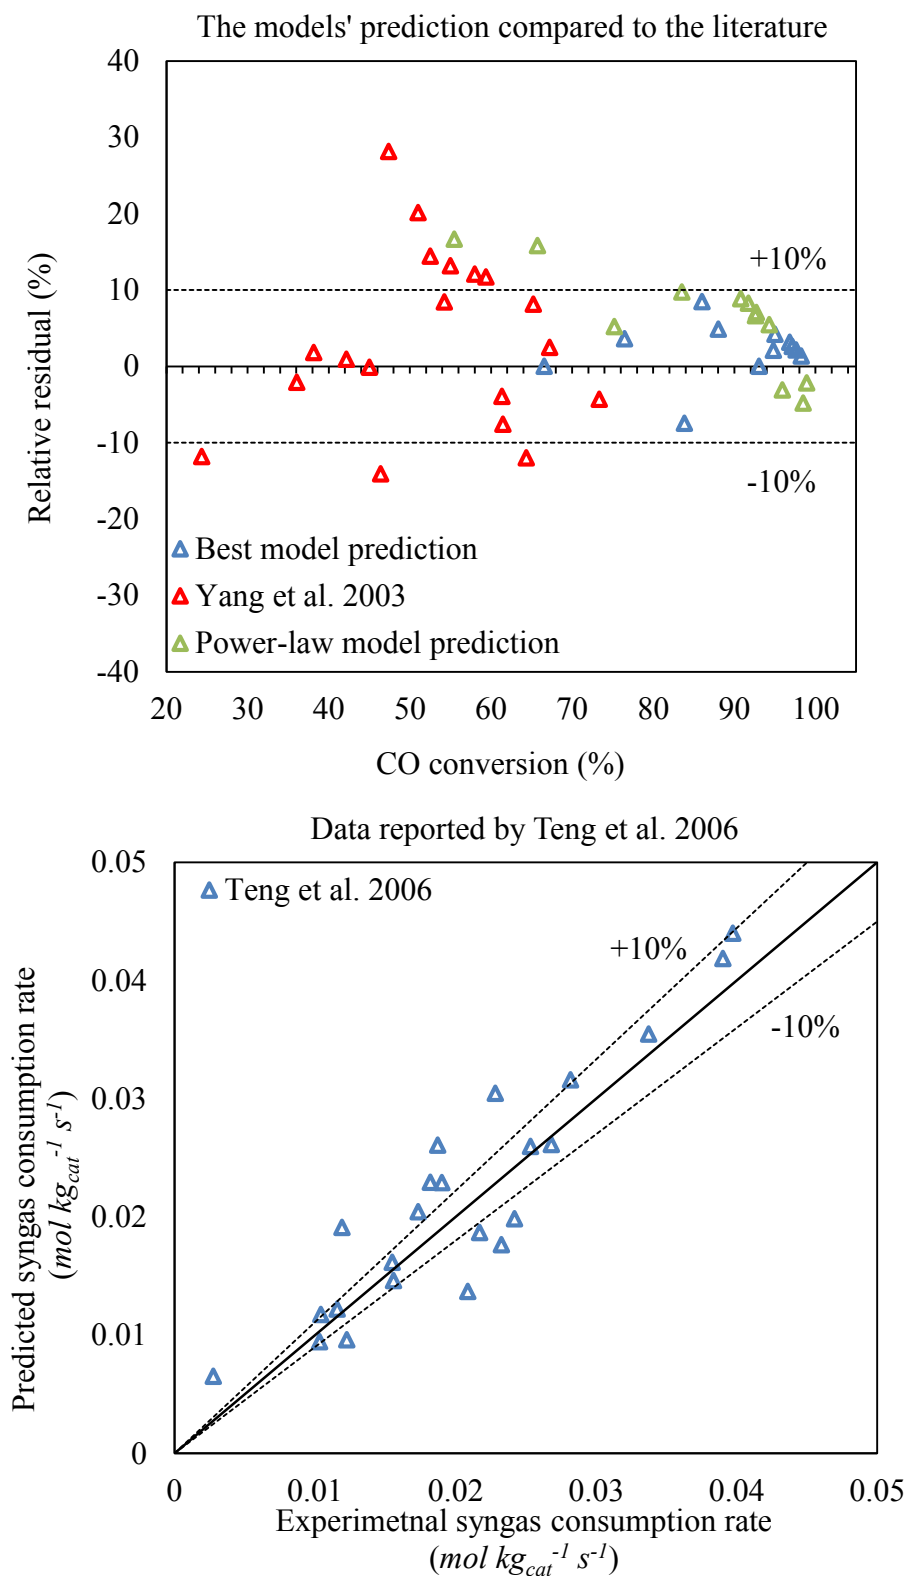 The models' prediction compared to the literature
40
30
20
10
0
-10
-20
-30
-40
Relative residual (%)
+10%
-10%
Best model prediction
Yang et al. 2003
Power-law model prediction
20 30 40 50 60 70 80 90 100
CO conversion (%)
Data reported by Teng et al. 2006
0.05
0.04
0.03
0.02
0.01
0
Predicted syngas consumption rate
(mol kg_cat^-1 s^-1)
Teng et al. 2006
+10%
-10%
0 0.01 0.02 0.03 0.04 0.05
Experimetnal syngas consumption rate
(mol kg_cat^-1 s^-1)